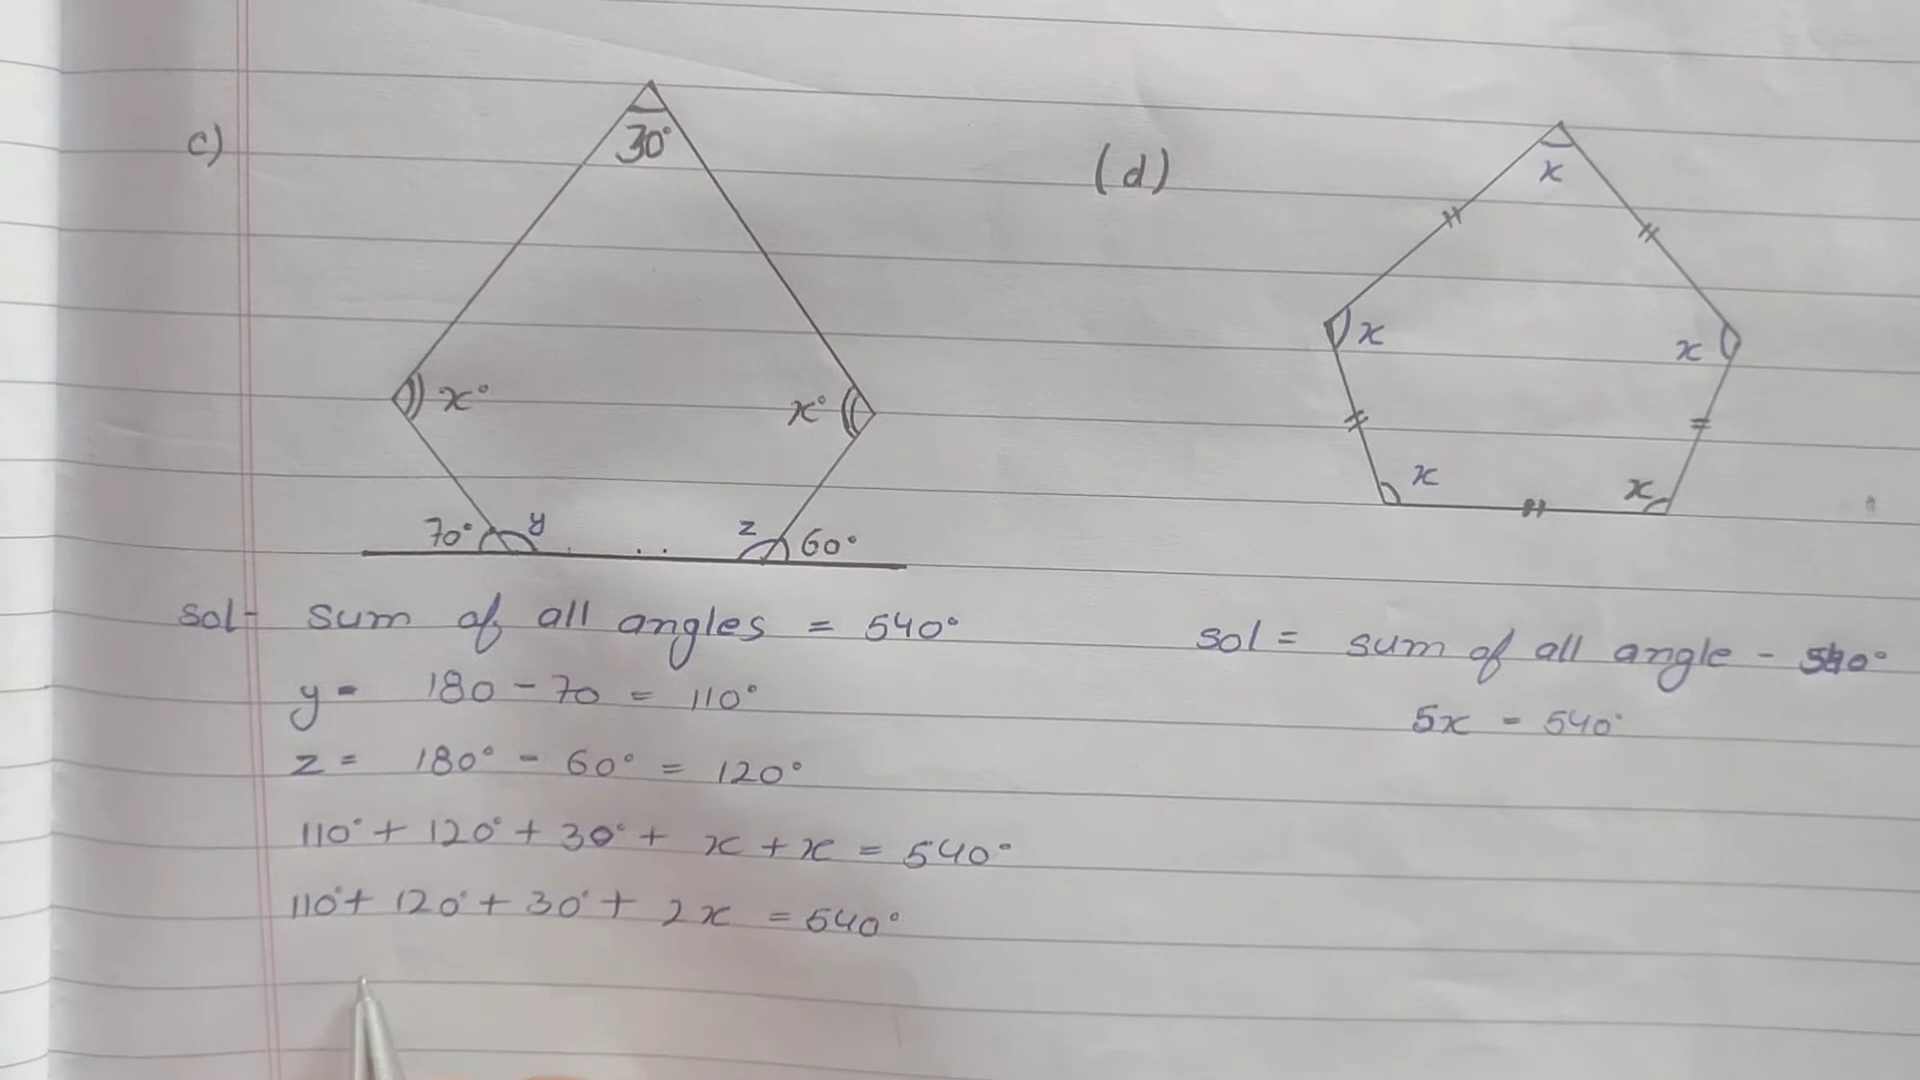 c)
30°
x°
x°
70°
y
z
60°
sol- sum of all angles = 540°
y= 180 - 70 = 110°
z= 180° - 60° = 120°
110° + 120° + 30° + x + x = 540°
110° + 120° + 30° + 2x = 540°
(d)
x
x
x
x
x
sol = sum of all angle - 540°
5x = 540°